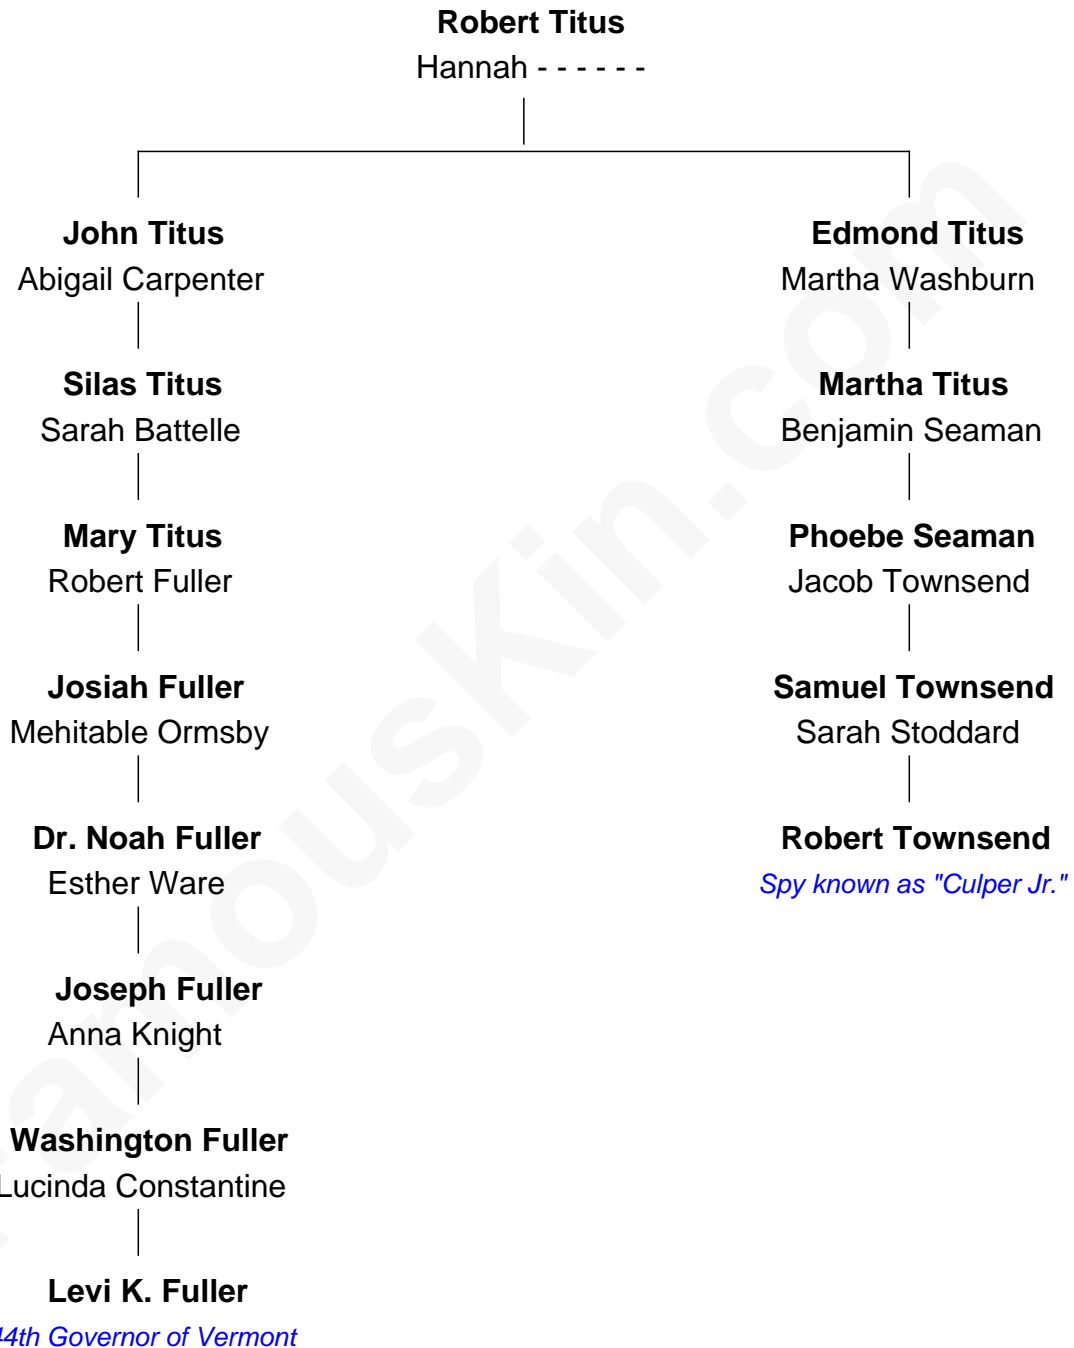 Robert Titus
Hannah - - - - - -
John Titus
Abigail Carpenter
Edmond Titus
Martha Washburn
Silas Titus
Sarah Battelle
Martha Titus
Benjamin Seaman
Mary Titus
Robert Fuller
Phoebe Seaman
Jacob Townsend
Josiah Fuller
Mehitable Ormsby
Samuel Townsend
Sarah Stoddard
Dr. Noah Fuller
Esther Ware
Robert Townsend
Spy known as "Culper Jr."
Joseph Fuller
Anna Knight
Washington Fuller
Lucinda Constantine
Levi K. Fuller
44th Governor of Vermont
FamousKin.com